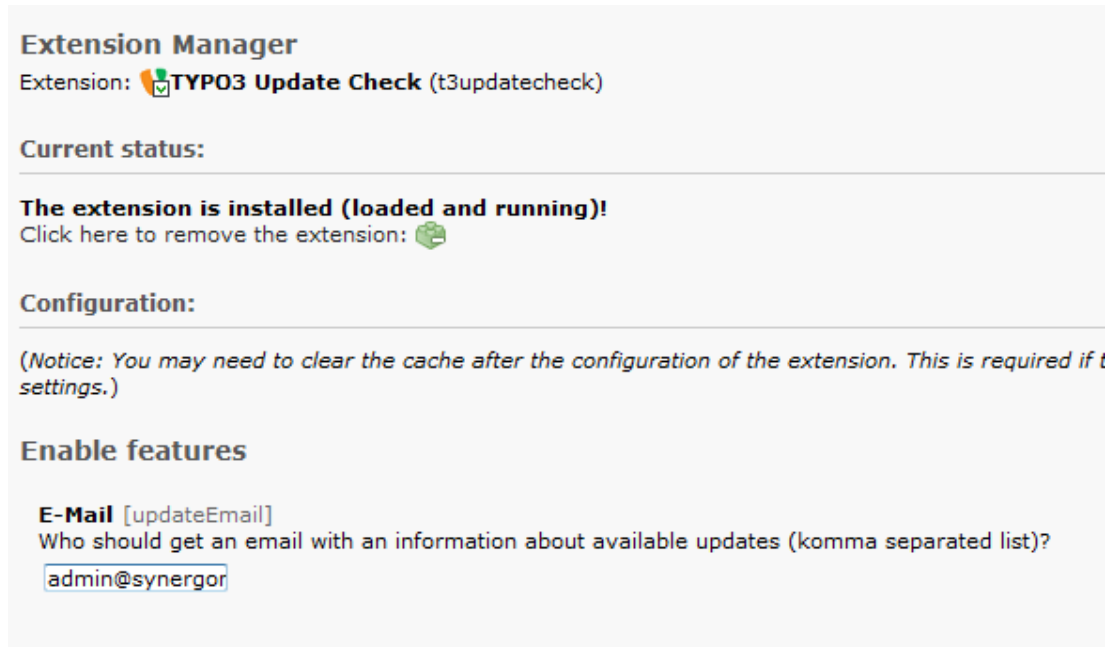 Extension Manager
Extension: TYPO3 Update Check (t3updatecheck)
Current status:
The extension is installed (loaded and running)!
Click here to remove the extension:
Configuration:
(Notice: You may need to clear the cache after the configuration of the extension. This is required if
settings.)
Enable features
E-Mail [updateEmail]
Who should get an email with an information about available updates (komma separated list)?
admin@synergor